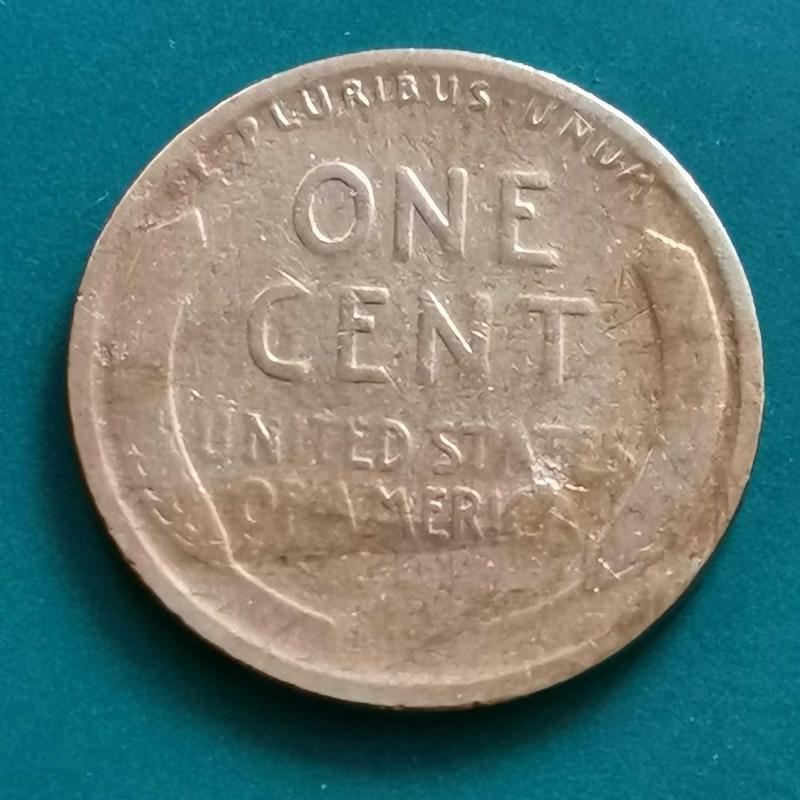 PLURIBUS · UNUM
ONE
CENT
UNITED STATES
OF AMERICA